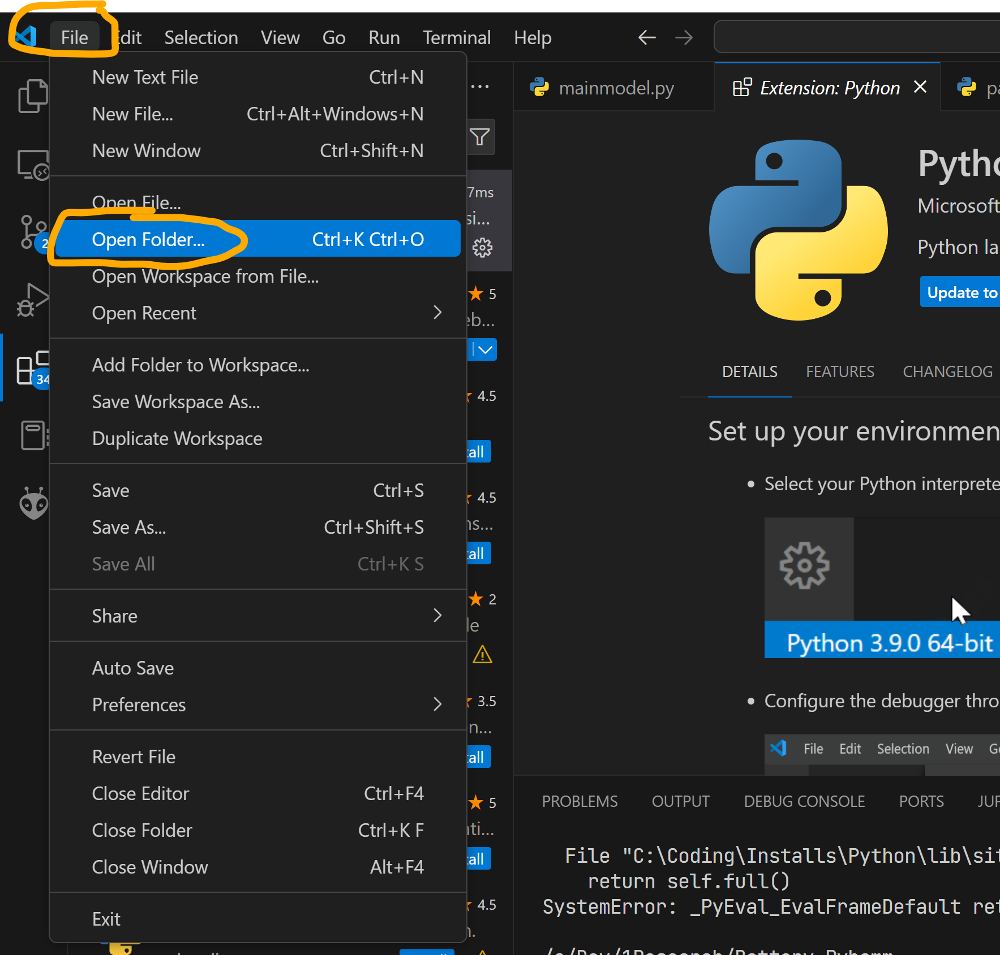 File Edit Selection View Go Run Terminal Help
New Text File Ctrl+N
New File... Ctrl+Alt+Windows+N
New Window Ctrl+Shift+N
Open File...
Open Folder... Ctrl+K Ctrl+O
Open Workspace from File...
Open Recent
Add Folder to Workspace...
Save Workspace As...
Duplicate Workspace
Save Ctrl+S
Save As... Ctrl+Shift+S
Save All Ctrl+K S
Share
Auto Save
Preferences
Revert File
Close Editor Ctrl+F4
Close Folder Ctrl+K F
Close Window Alt+F4
Exit
2
34
...
7ms
si...
5
eb...
4.5
all
4.5
ns...
all
2
le
3.5
on...
all
5
nti...
all
4.5
mainmodel.py Extension: Python
Microsoft
Python la
Update to
DETAILS FEATURES CHANGELOG
Set up your environmen
• Select your Python interprete
Python 3.9.0 64-bit
• Configure the debugger thro
File Edit Selection View
PROBLEMS OUTPUT DEBUG CONSOLE PORTS JUP
File "C:\Coding\Installs\Python\lib\sit
return self.full()
SystemError: _PyEval_EvalFrameDefault ret